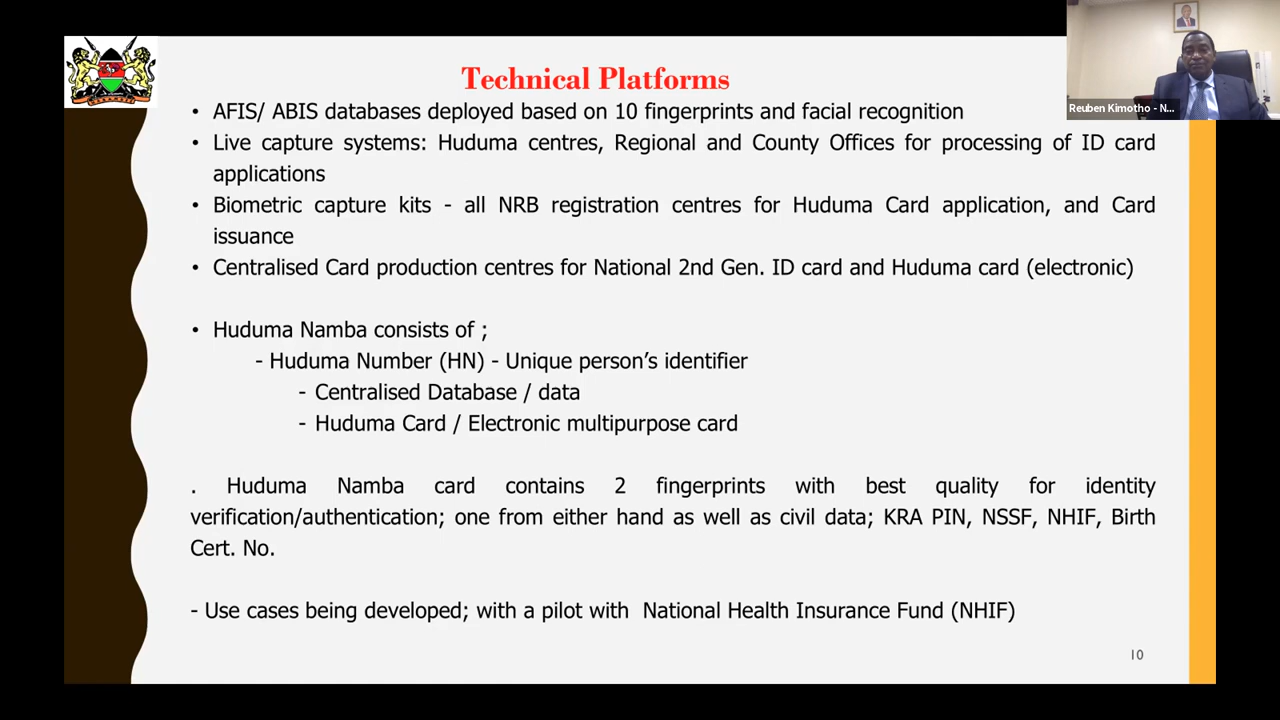 Technical Platforms
• AFIS/ ABIS databases deployed based on 10 fingerprints and facial recognition
• Live capture systems: Huduma centres, Regional and County Offices for processing of ID card
applications
• Biometric capture kits - all NRB registration centres for Huduma Card application, and Card
issuance
• Centralised Card production centres for National 2nd Gen. ID card and Huduma card (electronic)
• Huduma Namba consists of ;
- Huduma Number (HN) - Unique person’s identifier
- Centralised Database / data
- Huduma Card / Electronic multipurpose card
. Huduma Namba card contains 2 fingerprints with best quality for identity
verification/authentication; one from either hand as well as civil data; KRA PIN, NSSF, NHIF, Birth
Cert. No.
- Use cases being developed; with a pilot with National Health Insurance Fund (NHIF)
10
Reuben Kimotho - N...